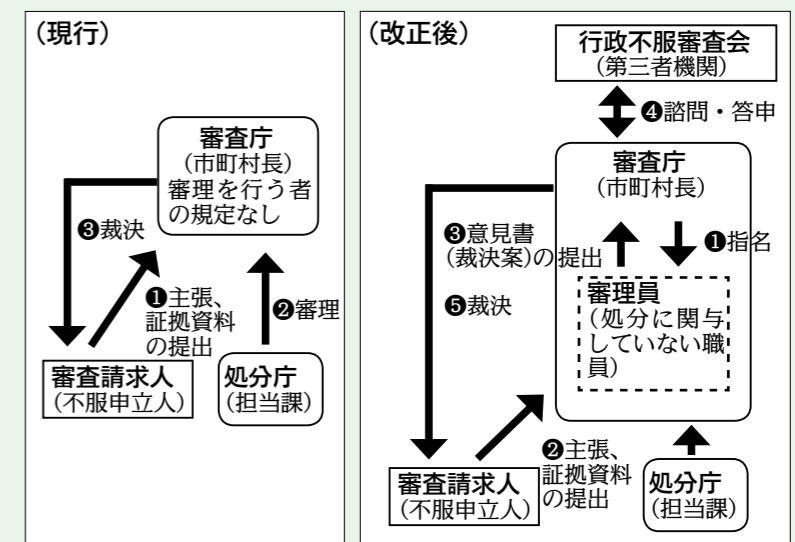 （現行）
審査庁
（市町村長）
審理を行う者
の規定なし
❸裁決
❶主張、
証拠資料
の提出
❷審理
審査請求人
（不服申立人）
処分庁
（担当課）
（改正後）
行政不服審査会
（第三者機関）
❹諮問・答申
審査庁
（市町村長）
❸意見書
（裁決案）の提出
❶指名
❺裁決
審理員
（処分に関与
していない職
員）
❷主張、
証拠資料
の提出
審査請求人
（不服申立人）
処分庁
（担当課）